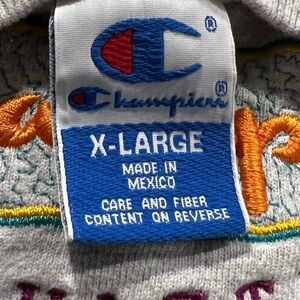 ®
Champion®
X-LARGE
MADE IN
MEXICO
CARE AND FIBER
CONTENT ON REVERSE